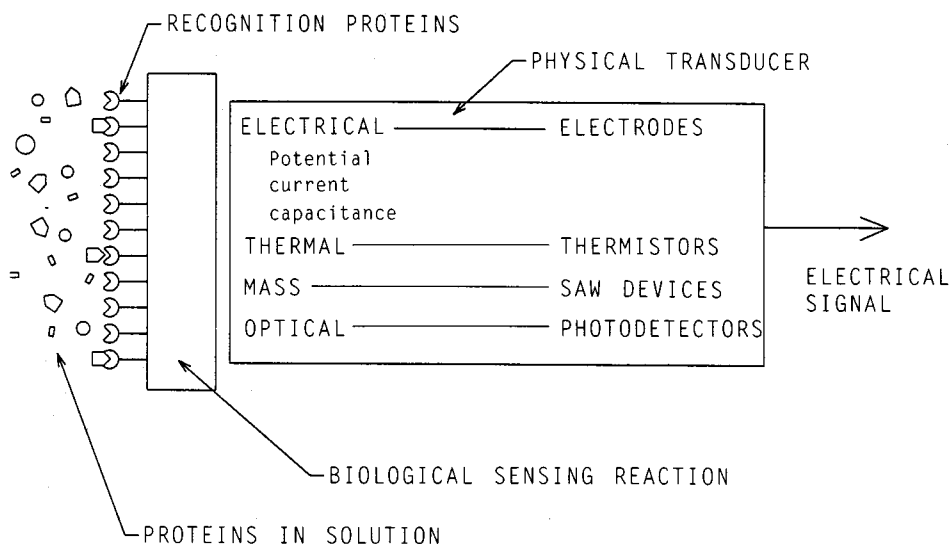 RECOGNITION PROTEINS
PHYSICAL TRANSDUCER
ELECTRICAL ELECTRODES
Potential
current
capacitance
THERMAL THERMISTORS
MASS SAW DEVICES
OPTICAL PHOTODETECTORS
ELECTRICAL
SIGNAL
BIOLOGICAL SENSING REACTION
PROTEINS IN SOLUTION